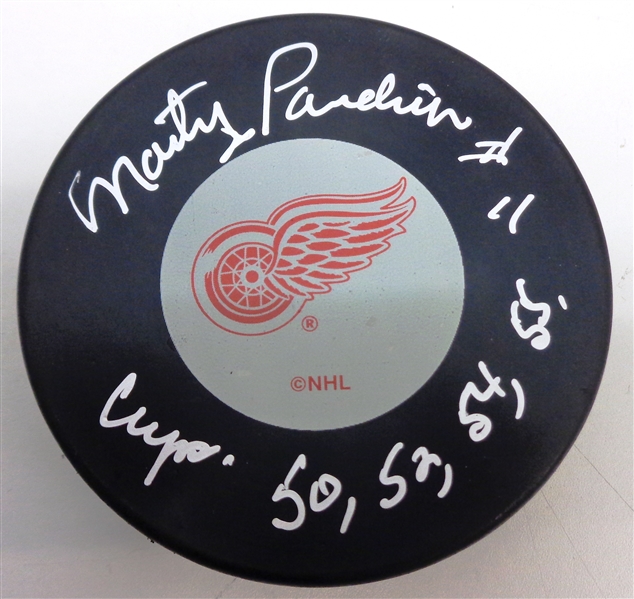 Marty Pavelich #11
®
©NHL
Cups. 50, 52, 54, 55.